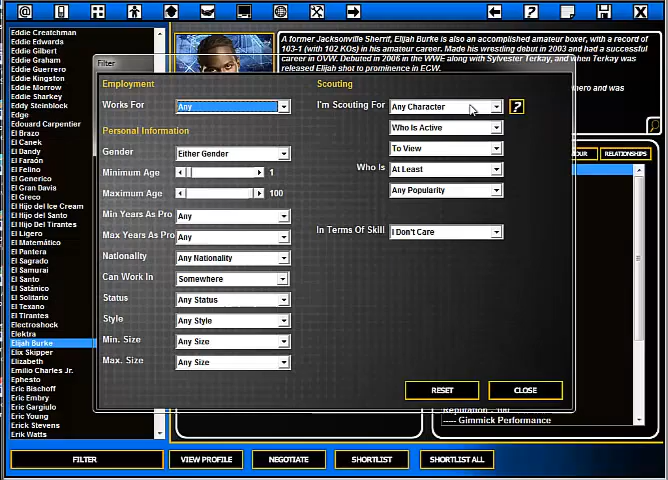 Eddie Creatchman
Eddie Edwards
Eddie Gilbert
Eddie Graham
Eddie Guerrero
Eddie Kingston
Eddie Morrow
Eddie Sharkey
Eddy Steinblock
Edge
Edouard Carpentier
El Brazo
El Canek
El Dandy
El Faraón
El Felino
El Generico
El Gran Davis
El Greco
El Hijo del Ice Cream
El Hijo del Santo
El Hijo Del Tirantes
El Ligero
El Matemático
El Pantera
El Sagrado
El Samurai
El Santo
El Satánico
El Solitario
El Texano
El Tirantes
Electroshock
Elektra
Elijah Burke
Elix Skipper
Elizabeth
Emilio Charles Jr.
Ephesto
Eric Bischoff
Eric Embry
Eric Gargiulo
Eric Young
Erick Stevens
Erik Watts
A former Jacksonville Sherrif, Elijah Burke is also an accomplished amateur boxer, with a record of
103-1 (with 102 KOs) in his amateur career. Made his wrestling debut in 2003 and had a successful
career in OVW. Debuted in 2006 in the WWE along with Sylvester Terkay, and when Terkay was
released Elijah shot to prominence in ECW.
hero and was
RELATIONSHIPS
Filter
Employment
Works For Any
Personal Information
Gender Either Gender
Minimum Age 1
Maximum Age 100
Min Years As Pro Any
Max Years As Pro Any
Nationality Any Nationality
Can Work In Somewhere
Status Any Status
Style Any Style
Min. Size Any Size
Max. Size Any Size
Scouting
I'm Scouting For Any Character ?
Who Is Active
To View
Who Is At Least
Any Popularity
In Terms Of Skill I Don't Care
RESET CLOSE
Reputation - 100
----- Gimmick Performance
FILTER VIEW PROFILE NEGOTIATE SHORTLIST SHORTLIST ALL